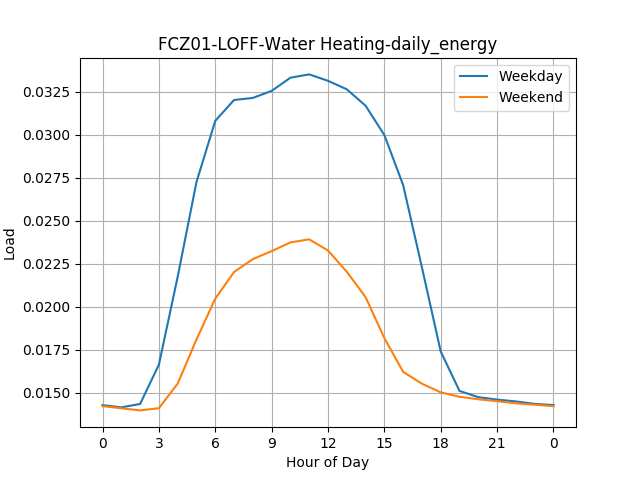 FCZ01-LOFF-Water Heating-daily_energy
Weekday
Weekend
0.0325
0.0300
0.0275
0.0250
0.0225
0.0200
0.0175
0.0150
Load
0 3 6 9 12 15 18 21 0
Hour of Day